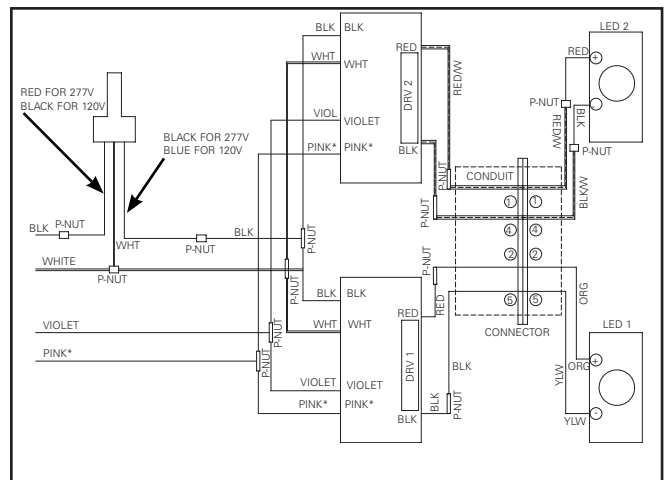 BLK BLK
RED
LED 2
WHT
WHT
RED
RED/W
DRV 2
RED FOR 277V
BLACK FOR 120V
P-NUT
BLK
VIOL
VIOLET
RED/W
BLACK FOR 277V
BLUE FOR 120V
PINK* PINK*
BLK
P-NUT
P-NUT
CONDUIT
BLK/W
1 1
P-NUT
BLK P-NUT
WHT
BLK
P-NUT
P-NUT
4 4
WHITE
P-NUT
P-NUT
P-NUT
2 2
BLK BLK
RED
RED
5 5
ORG
VIOLET
P-NUT
WHT WHT
CONNECTOR
LED 1
PINK*
P-NUT
DRV 1
BLK
YLW
ORG
VIOLET VIOLET
PINK* PINK*
BLK
BLK
P-NUT
YLW